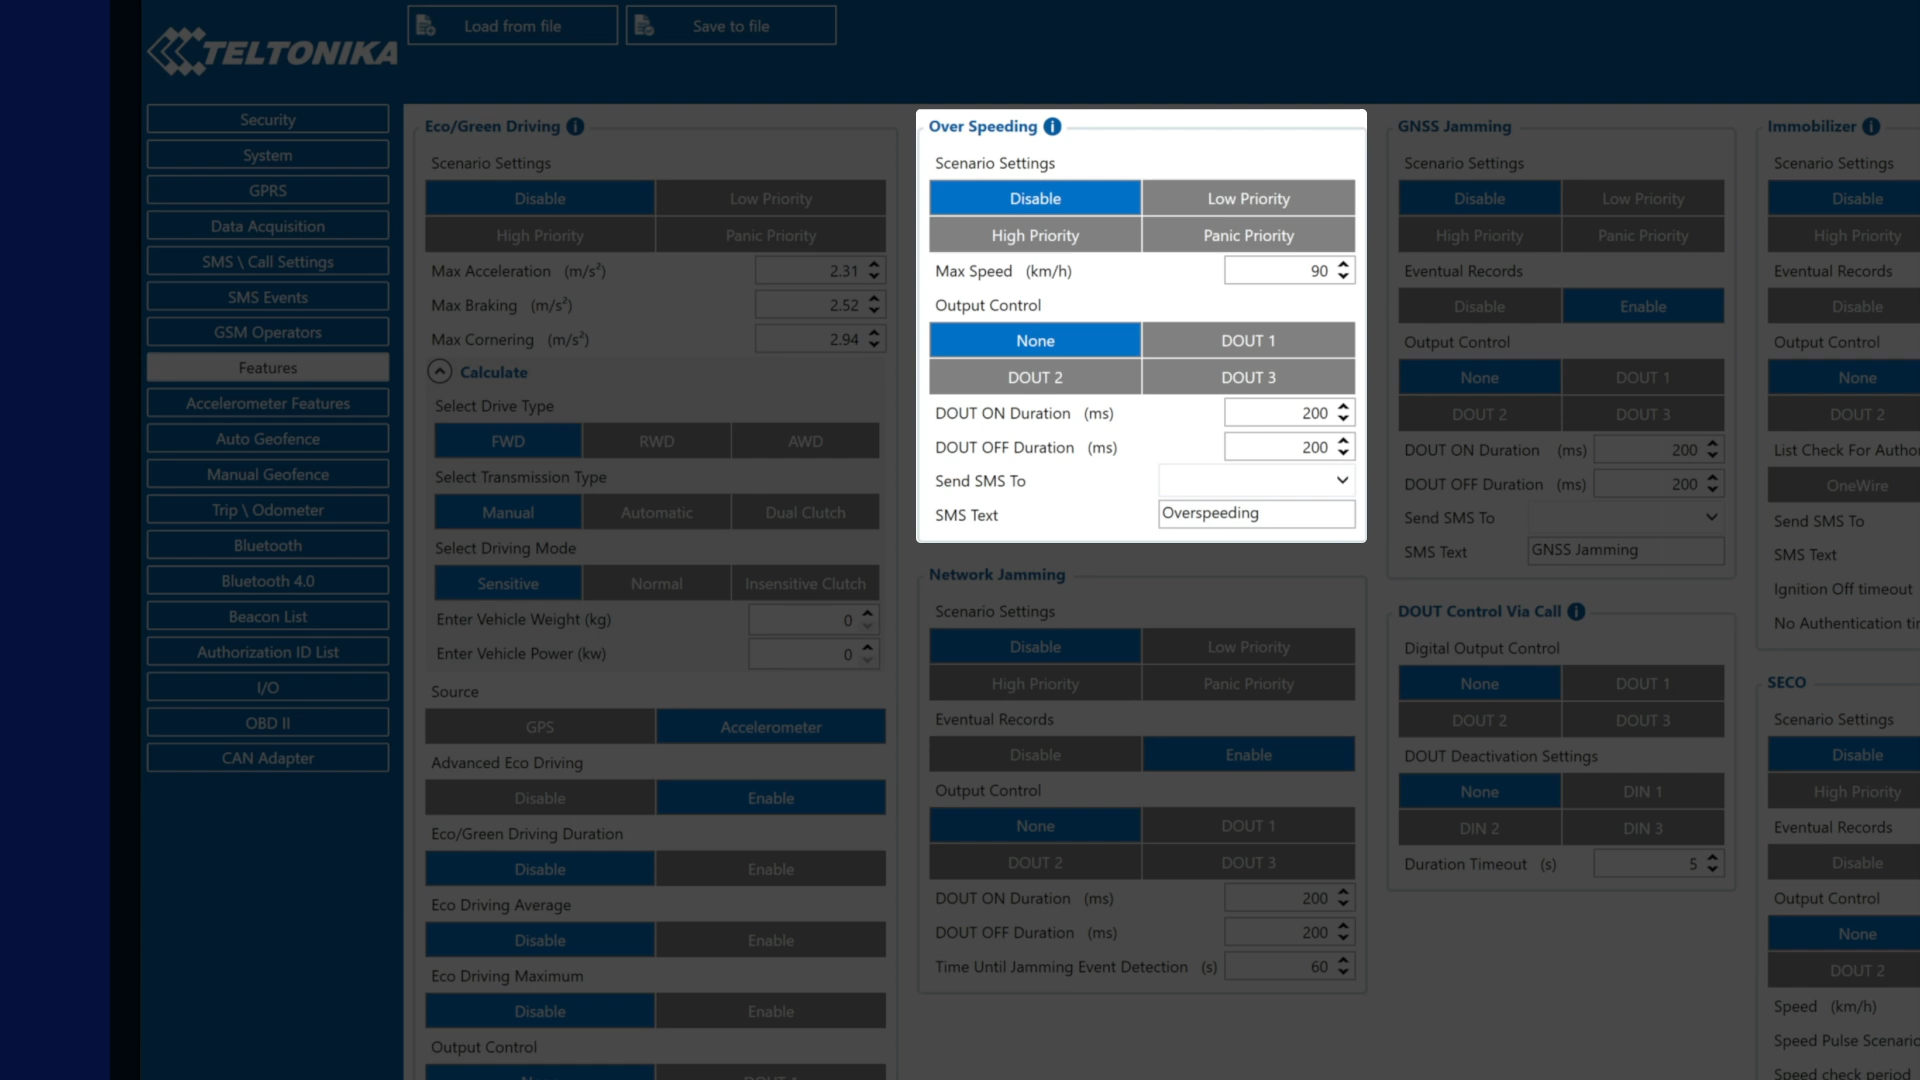 TELTONIKA
Load from file
Save to file
Security
System
GPRS
Data Acquisition
SMS \ Call Settings
SMS Events
GSM Operators
Features
Accelerometer Features
Auto Geofence
Manual Geofence
Trip \ Odometer
Bluetooth
Bluetooth 4.0
Beacon List
Authorization ID List
I/O
OBD II
CAN Adapter
Eco/Green Driving
Scenario Settings
Disable Low Priority
High Priority Panic Priority
Max Acceleration (m/s²) 2.31
Max Braking (m/s²) 2.52
Max Cornering (m/s²) 2.94
Calculate
Select Drive Type
FWD RWD AWD
Select Transmission Type
Manual Automatic Dual Clutch
Select Driving Mode
Sensitive Normal Insensitive Clutch
Enter Vehicle Weight (kg) 0
Enter Vehicle Power (kw) 0
Source
GPS Accelerometer
Advanced Eco Driving
Disable Enable
Eco/Green Driving Duration
Disable Enable
Eco Driving Average
Disable Enable
Eco Driving Maximum
Disable Enable
Output Control
Over Speeding
Scenario Settings
Disable Low Priority
High Priority Panic Priority
Max Speed (km/h) 90
Output Control
None DOUT 1
DOUT 2 DOUT 3
DOUT ON Duration (ms) 200
DOUT OFF Duration (ms) 200
Send SMS To
SMS Text Overspeeding
Network Jamming
Scenario Settings
Disable Low Priority
High Priority Panic Priority
Eventual Records
Disable Enable
Output Control
None DOUT 1
DOUT 2 DOUT 3
DOUT ON Duration (ms) 200
DOUT OFF Duration (ms) 200
Time Until Jamming Event Detection (s) 60
GNSS Jamming
Scenario Settings
Disable Low Priority
High Priority Panic Priority
Eventual Records
Disable Enable
Output Control
None DOUT 1
DOUT 2 DOUT 3
DOUT ON Duration (ms) 200
DOUT OFF Duration (ms) 200
Send SMS To
SMS Text GNSS Jamming
DOUT Control Via Call
Digital Output Control
None DOUT 1
DOUT 2 DOUT 3
DOUT Deactivation Settings
None DIN 1
DIN 2 DIN 3
Duration Timeout (s) 5
Immobilizer
Scenario Settings
Disable
High Priority
Eventual Records
Disable
Output Control
None
DOUT 2
List Check For Autho
OneWire
Send SMS To
SMS Text
Ignition Off timeout
No Authentication ti
SECO
Scenario Settings
Disable
High Priority
Eventual Records
Disable
Output Control
None
DOUT 2
Speed (km/h)
Speed Pulse Scenario
Speed check period